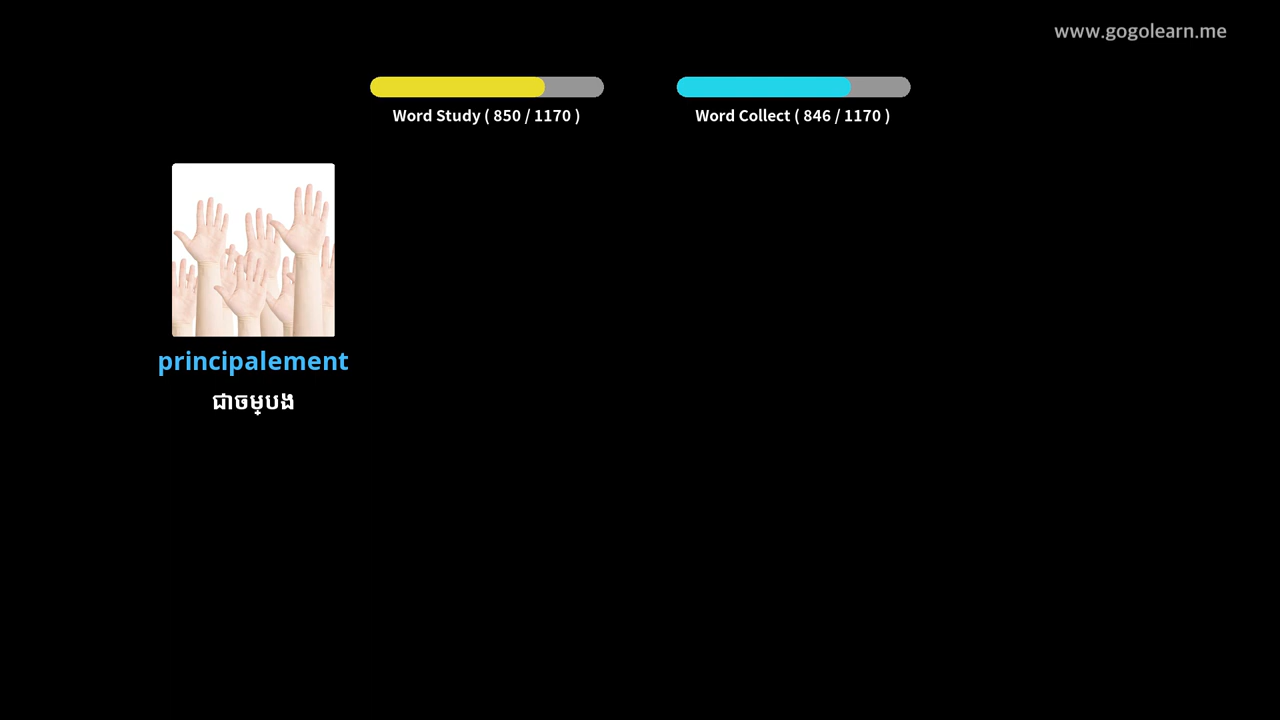 www.gogolearn.me
Word Study ( 850 / 1170 )
Word Collect ( 846 / 1170 )
principalement
ជាចម្បង